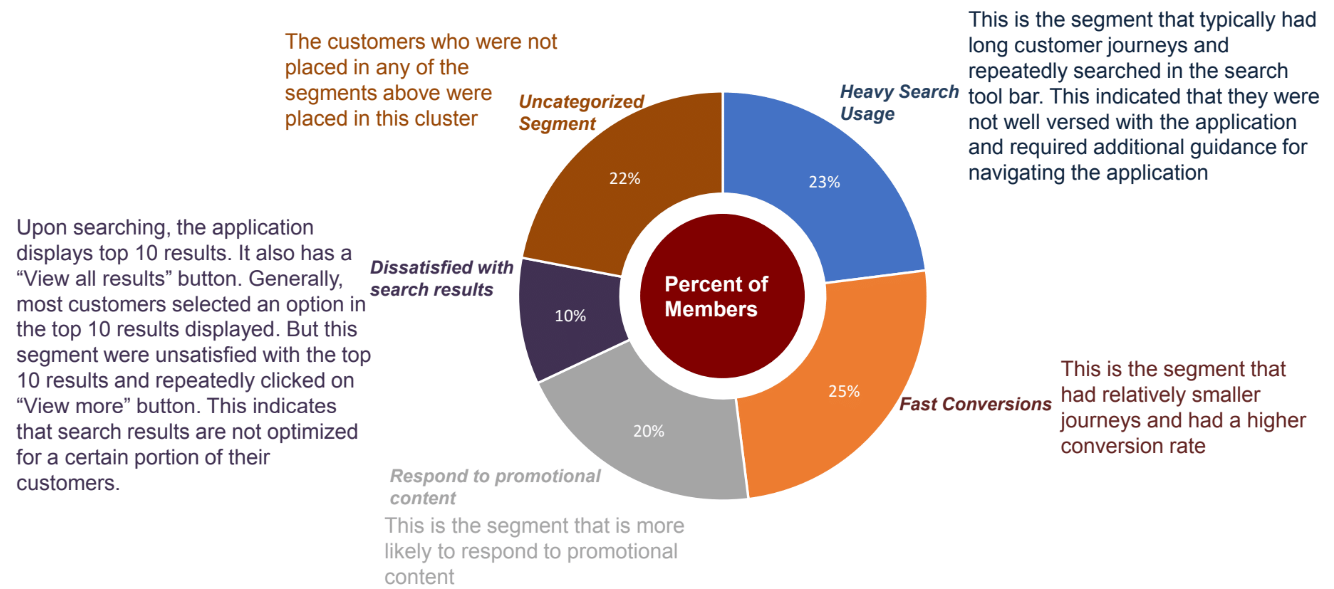 The customers who were not
placed in any of the
segments above were
placed in this cluster
Uncategorized
Segment
22%
Heavy Search
Usage
23%
This is the segment that typically had
long customer journeys and
repeatedly searched in the search
tool bar. This indicated that they were
not well versed with the application
and required additional guidance for
navigating the application
Upon searching, the application
displays top 10 results. It also has a
“View all results” button. Generally,
most customers selected an option in
the top 10 results displayed. But this
segment were unsatisfied with the top
10 results and repeatedly clicked on
“View more” button. This indicates
that search results are not optimized
for a certain portion of their
customers.
Dissatisfied with
search results
10%
Percent of
Members
25%
Fast Conversions
This is the segment that
had relatively smaller
journeys and had a higher
conversion rate
20%
Respond to promotional
content
This is the segment that is more
likely to respond to promotional
content